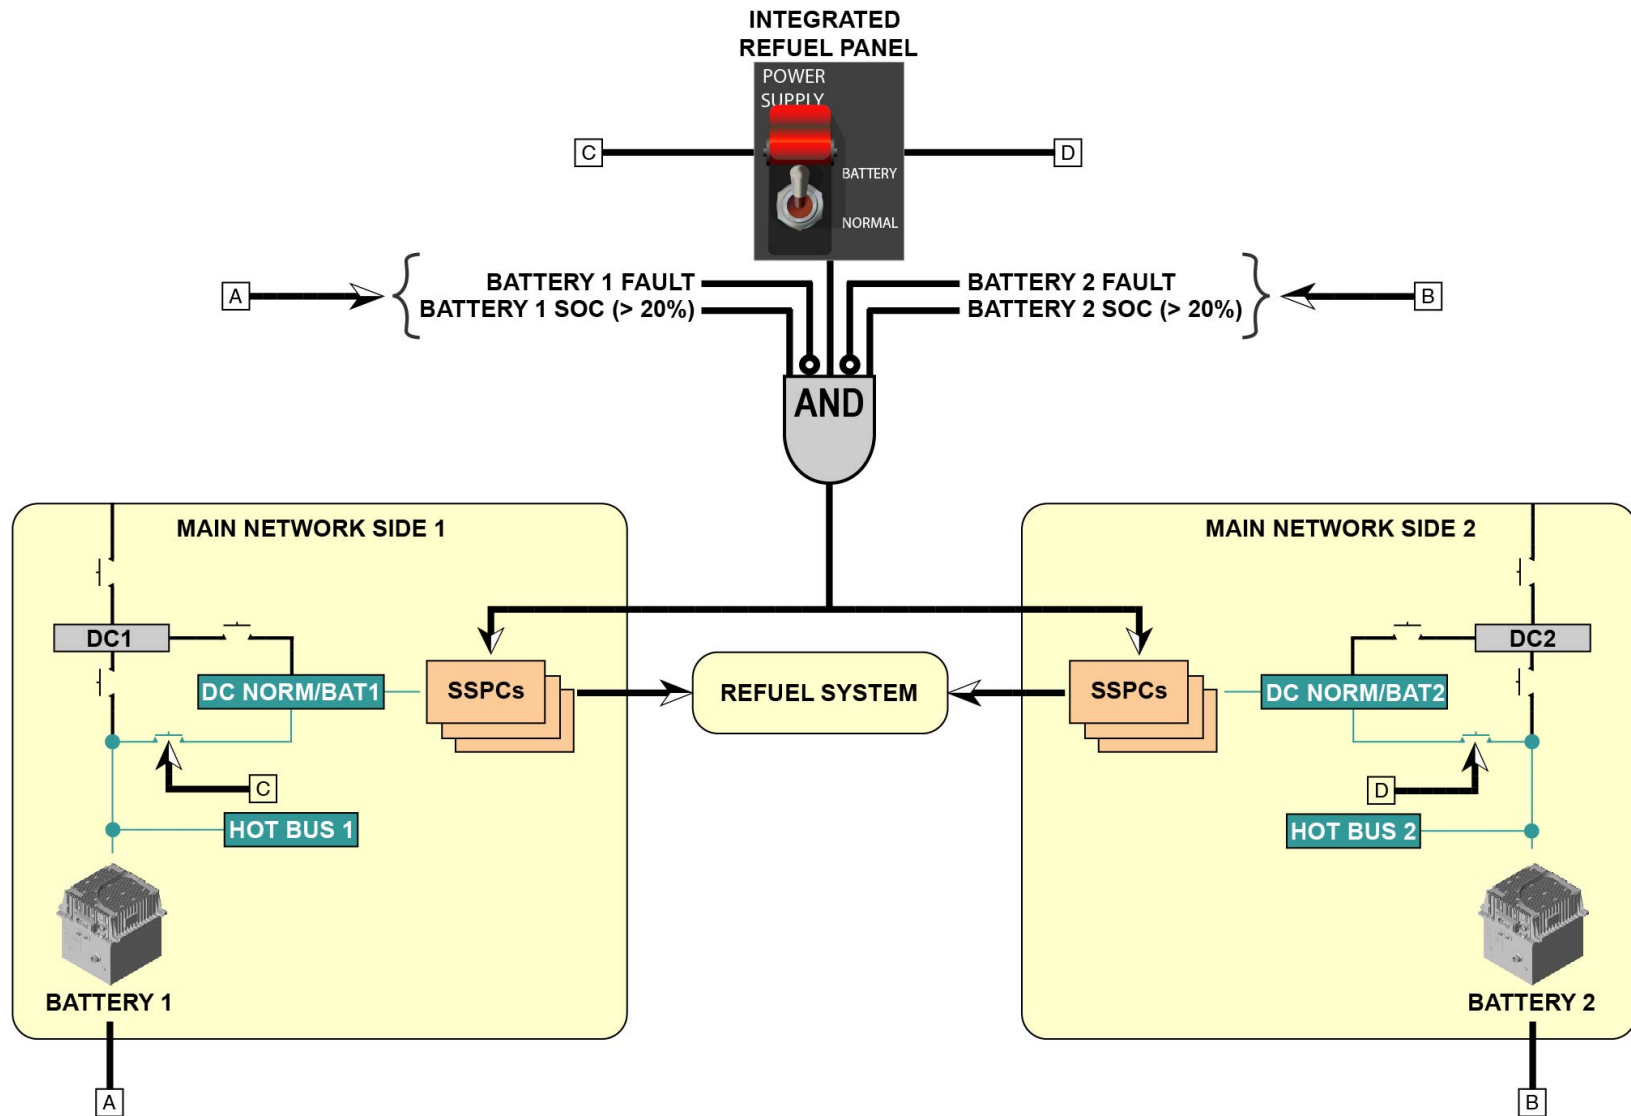 INTEGRATED
REFUEL PANEL
POWER
SUPPLY
C
D
BATTERY
NORMAL
BATTERY 1 FAULT
BATTERY 2 FAULT
A
BATTERY 1 SOC (> 20%)
BATTERY 2 SOC (> 20%)
B
AND
MAIN NETWORK SIDE 1
MAIN NETWORK SIDE 2
DC1
DC2
DC NORM/BAT1
SSPCs
REFUEL SYSTEM
SSPCs
DC NORM/BAT2
C
D
HOT BUS 1
HOT BUS 2
BATTERY 1
BATTERY 2
A
B